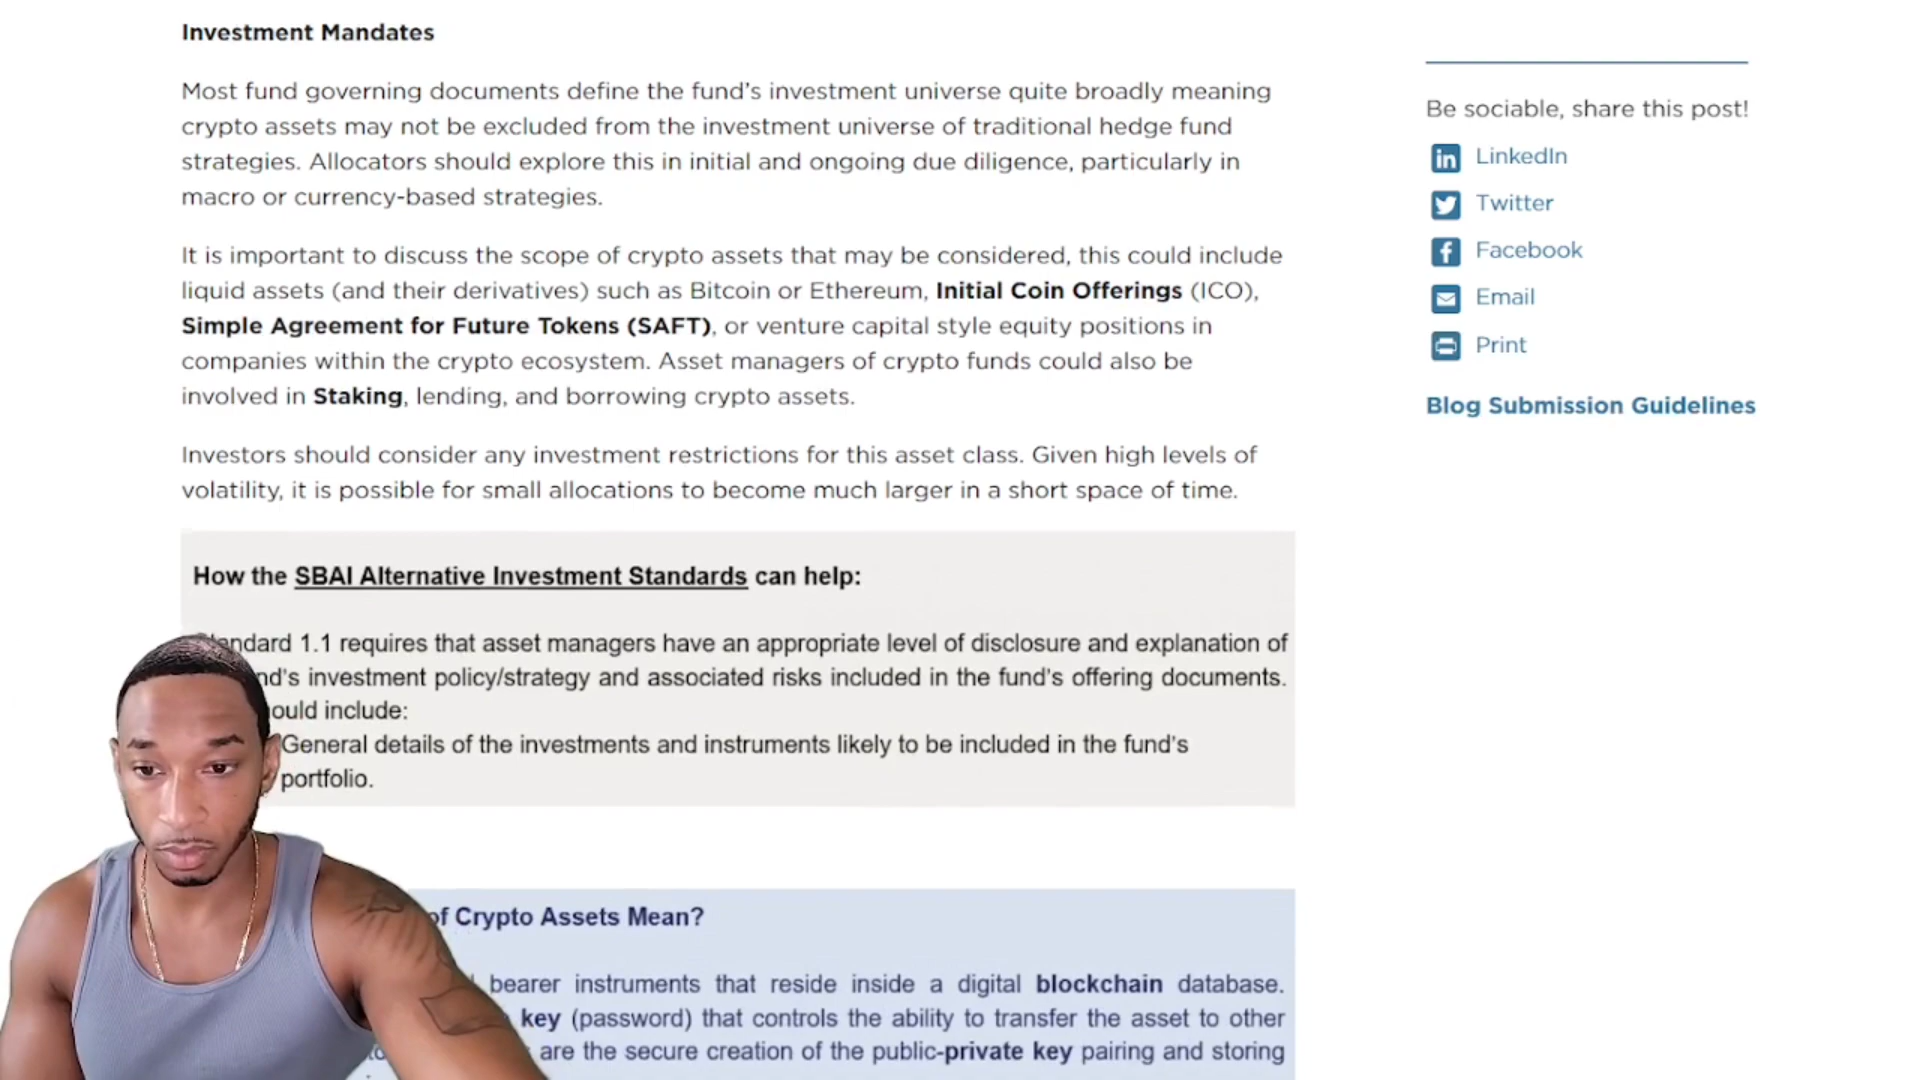 Investment Mandates
Most fund governing documents define the fund's investment universe quite broadly meaning
crypto assets may not be excluded from the investment universe of traditional hedge fund
strategies. Allocators should explore this in initial and ongoing due diligence, particularly in
macro or currency-based strategies.
It is important to discuss the scope of crypto assets that may be considered, this could include
liquid assets (and their derivatives) such as Bitcoin or Ethereum, Initial Coin Offerings (ICO),
Simple Agreement for Future Tokens (SAFT), or venture capital style equity positions in
companies within the crypto ecosystem. Asset managers of crypto funds could also be
involved in Staking, lending, and borrowing crypto assets.
Investors should consider any investment restrictions for this asset class. Given high levels of
volatility, it is possible for small allocations to become much larger in a short space of time.
How the SBAI Alternative Investment Standards can help:
1.1 requires that asset managers have an appropriate level of disclosure and explanation of
investment policy/strategy and associated risks included in the fund's offering documents.
include:
General details of the investments and instruments likely to be included in the fund's
portfolio.
of Crypto Assets Mean?
bearer instruments that reside inside a digital blockchain database.
key (password) that controls the ability to transfer the asset to other
are the secure creation of the public-private key pairing and storing
Be sociable, share this post!
LinkedIn
Twitter
Facebook
Email
Print
Blog Submission Guidelines